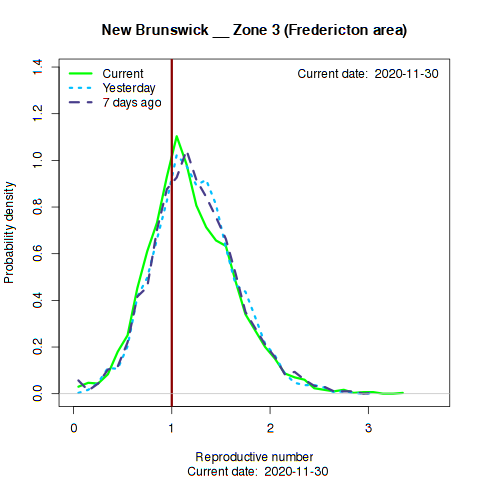 New Brunswick __ Zone 3 (Fredericton area)
Current
Yesterday
7 days ago
Current date: 2020-11-30
Probability density
1.4
1.2
1.0
0.8
0.6
0.4
0.2
0.0
0 1 2 3
Reproductive number
Current date: 2020-11-30